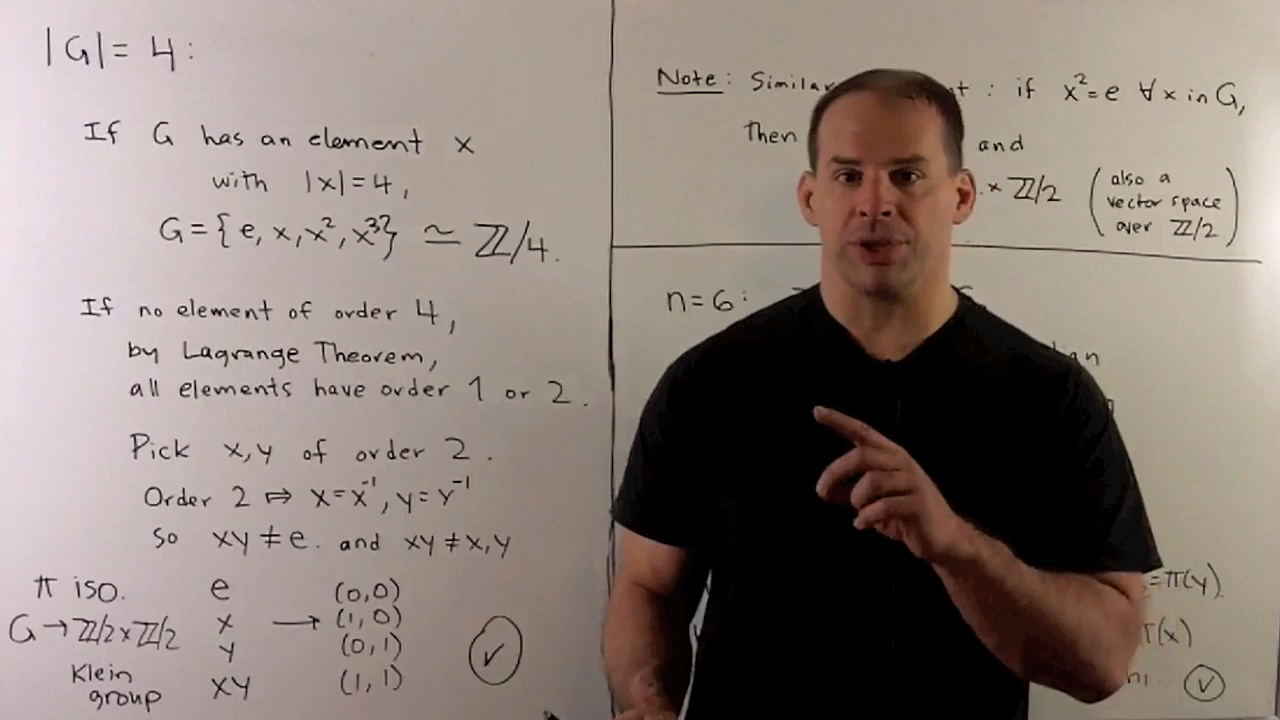 |G| = 4:
If G has an element x
with |x| = 4,
G = {e, x, x², x³} ≃ ℤ/4.
If no element of order 4,
by Lagrange Theorem,
all elements have order 1 or 2.
Pick x, y of order 2.
Order 2 ⇨ x = x⁻¹, y = y⁻¹
So xy ≠ e. and xy ≠ x, y
π iso.
G → ℤ/2 × ℤ/2
Klein
group
e (0,0)
x → (1,0)
y (0,1)
xy (1,1)
✓
Note: Similar : if x² = e ∀ x in G,
Then and
× ℤ/2 (also a
vector space
over ℤ/2)
n = 6:
= π(y).
(x)
✓